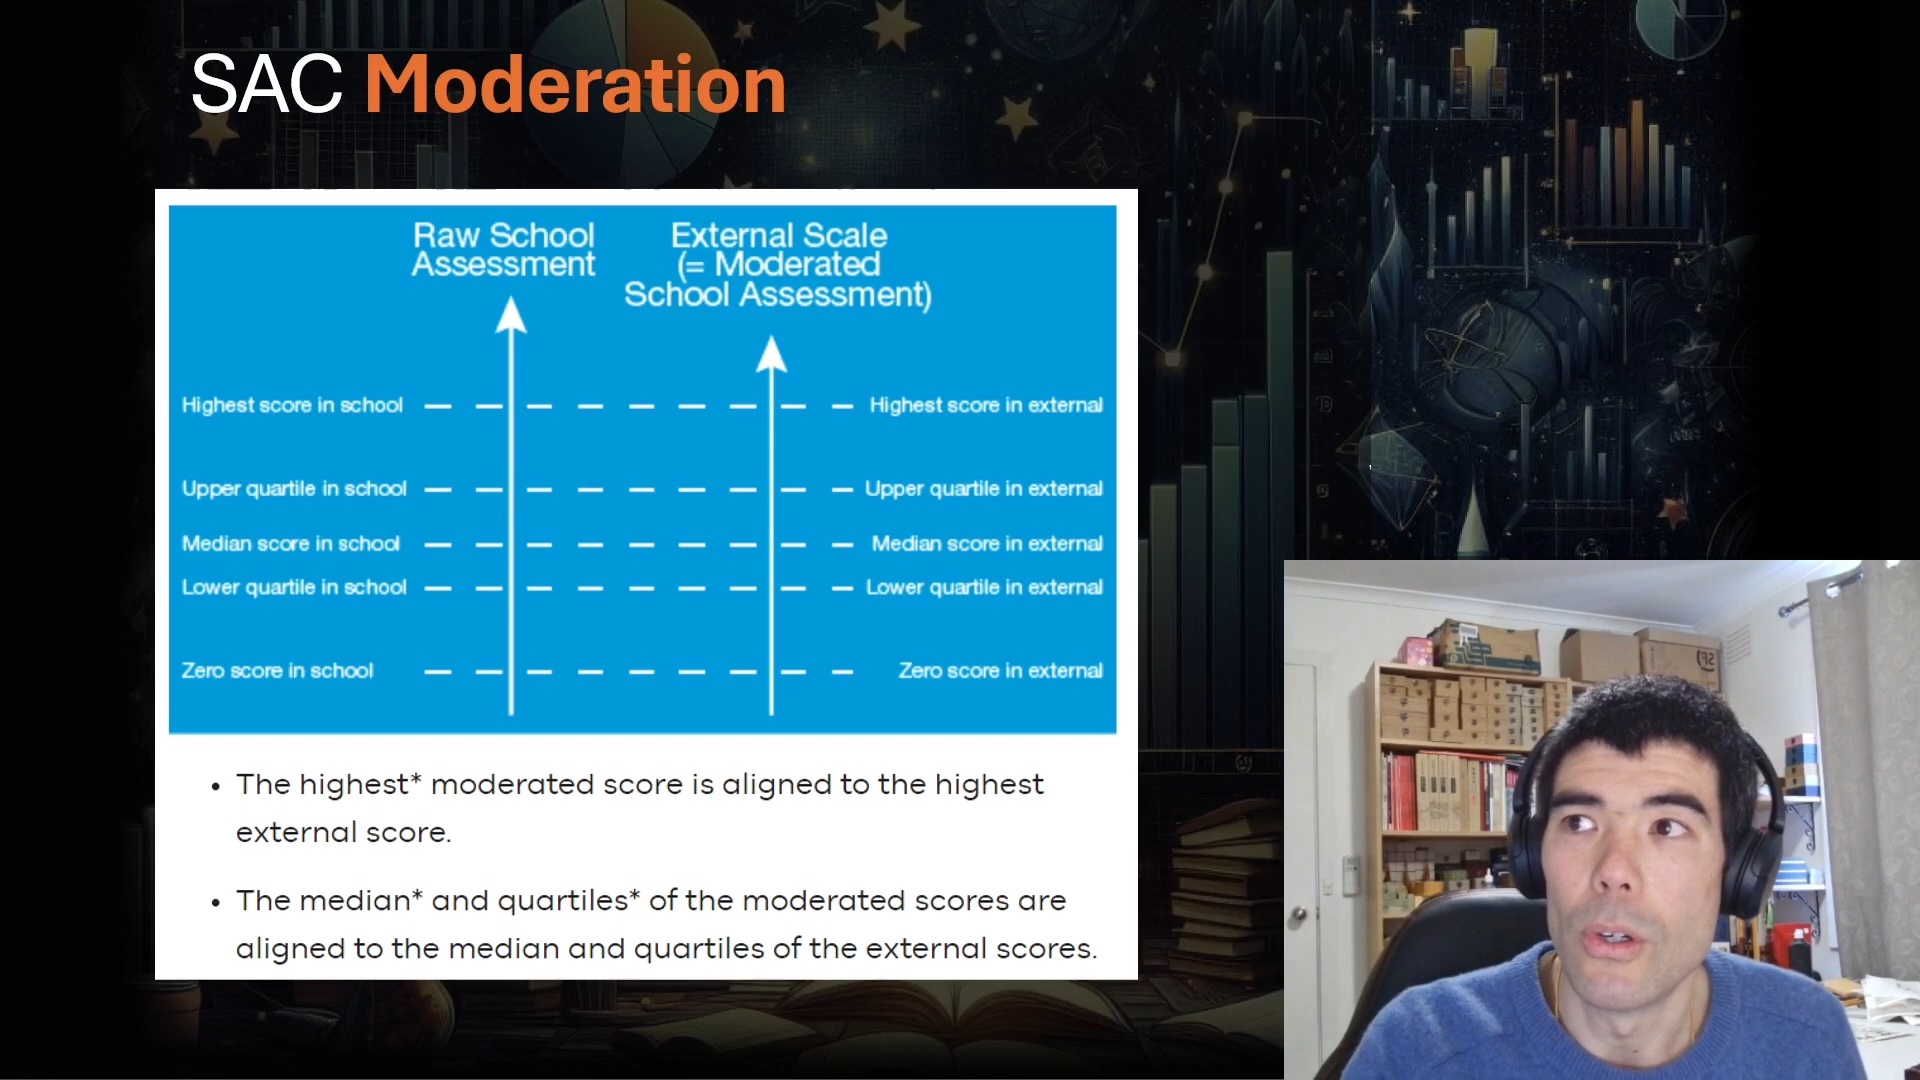 SAC Moderation
Raw School
Assessment
External Scale
(= Moderated
School Assessment)
Highest score in school
Highest score in external
Upper quartile in school
Upper quartile in external
Median score in school
Median score in external
Lower quartile in school
Lower quartile in external
Zero score in school
Zero score in external
• The highest* moderated score is aligned to the highest
external score.
• The median* and quartiles* of the moderated scores are
aligned to the median and quartiles of the external scores.